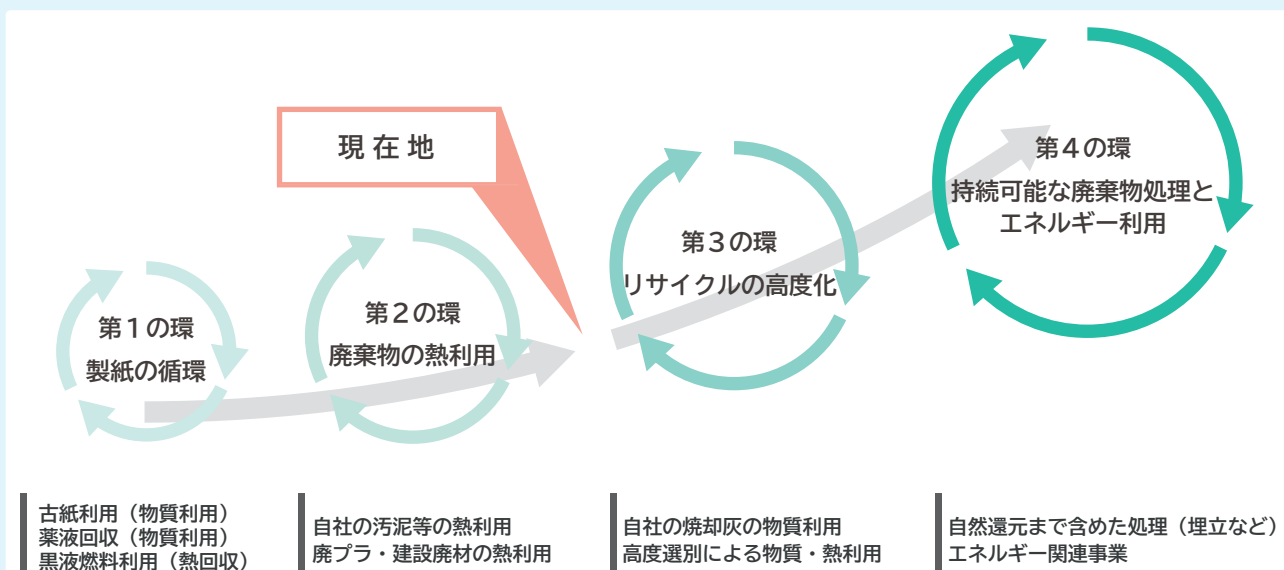 現在地
第1の環
製紙の循環
第2の環
廃棄物の熱利用
第3の環
リサイクルの高度化
第4の環
持続可能な廃棄物処理と
エネルギー利用
古紙利用（物質利用）
薬液回収（物質利用）
黒液燃料利用（熱回収）
自社の汚泥等の熱利用
廃プラ・建設廃材の熱利用
自社の焼却灰の物質利用
高度選別による物質・熱利用
自然還元まで含めた処理（埋立など）
エネルギー関連事業